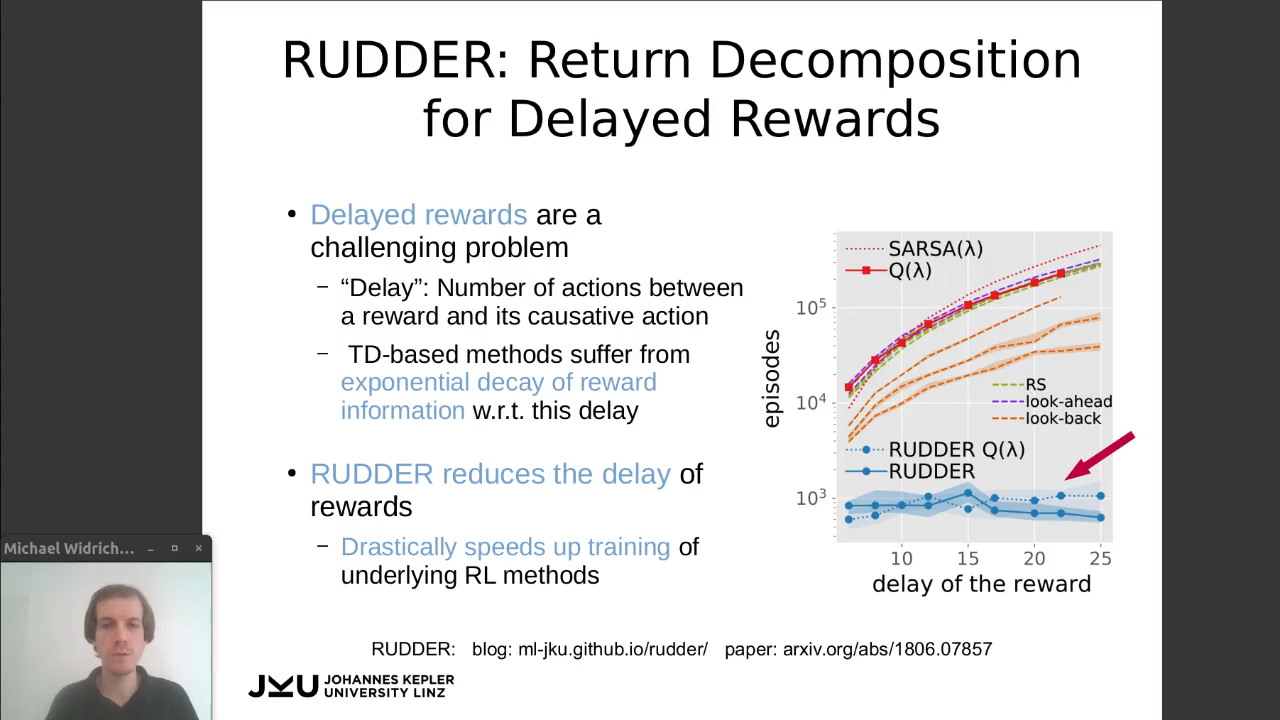 RUDDER: Return Decomposition
for Delayed Rewards
• Delayed rewards are a
challenging problem
– “Delay”: Number of actions between
a reward and its causative action
– TD-based methods suffer from
exponential decay of reward
information w.r.t. this delay
• RUDDER reduces the delay of
rewards
– Drastically speeds up training of
underlying RL methods
SARSA(λ)
Q(λ)
RS
look-ahead
look-back
RUDDER Q(λ)
RUDDER
episodes
10⁵
10⁴
10³
10 15 20 25
delay of the reward
Michael Widrich...
RUDDER: blog: ml-jku.github.io/rudder/ paper: arxiv.org/abs/1806.07857
JKU JOHANNES KEPLER
UNIVERSITY LINZ